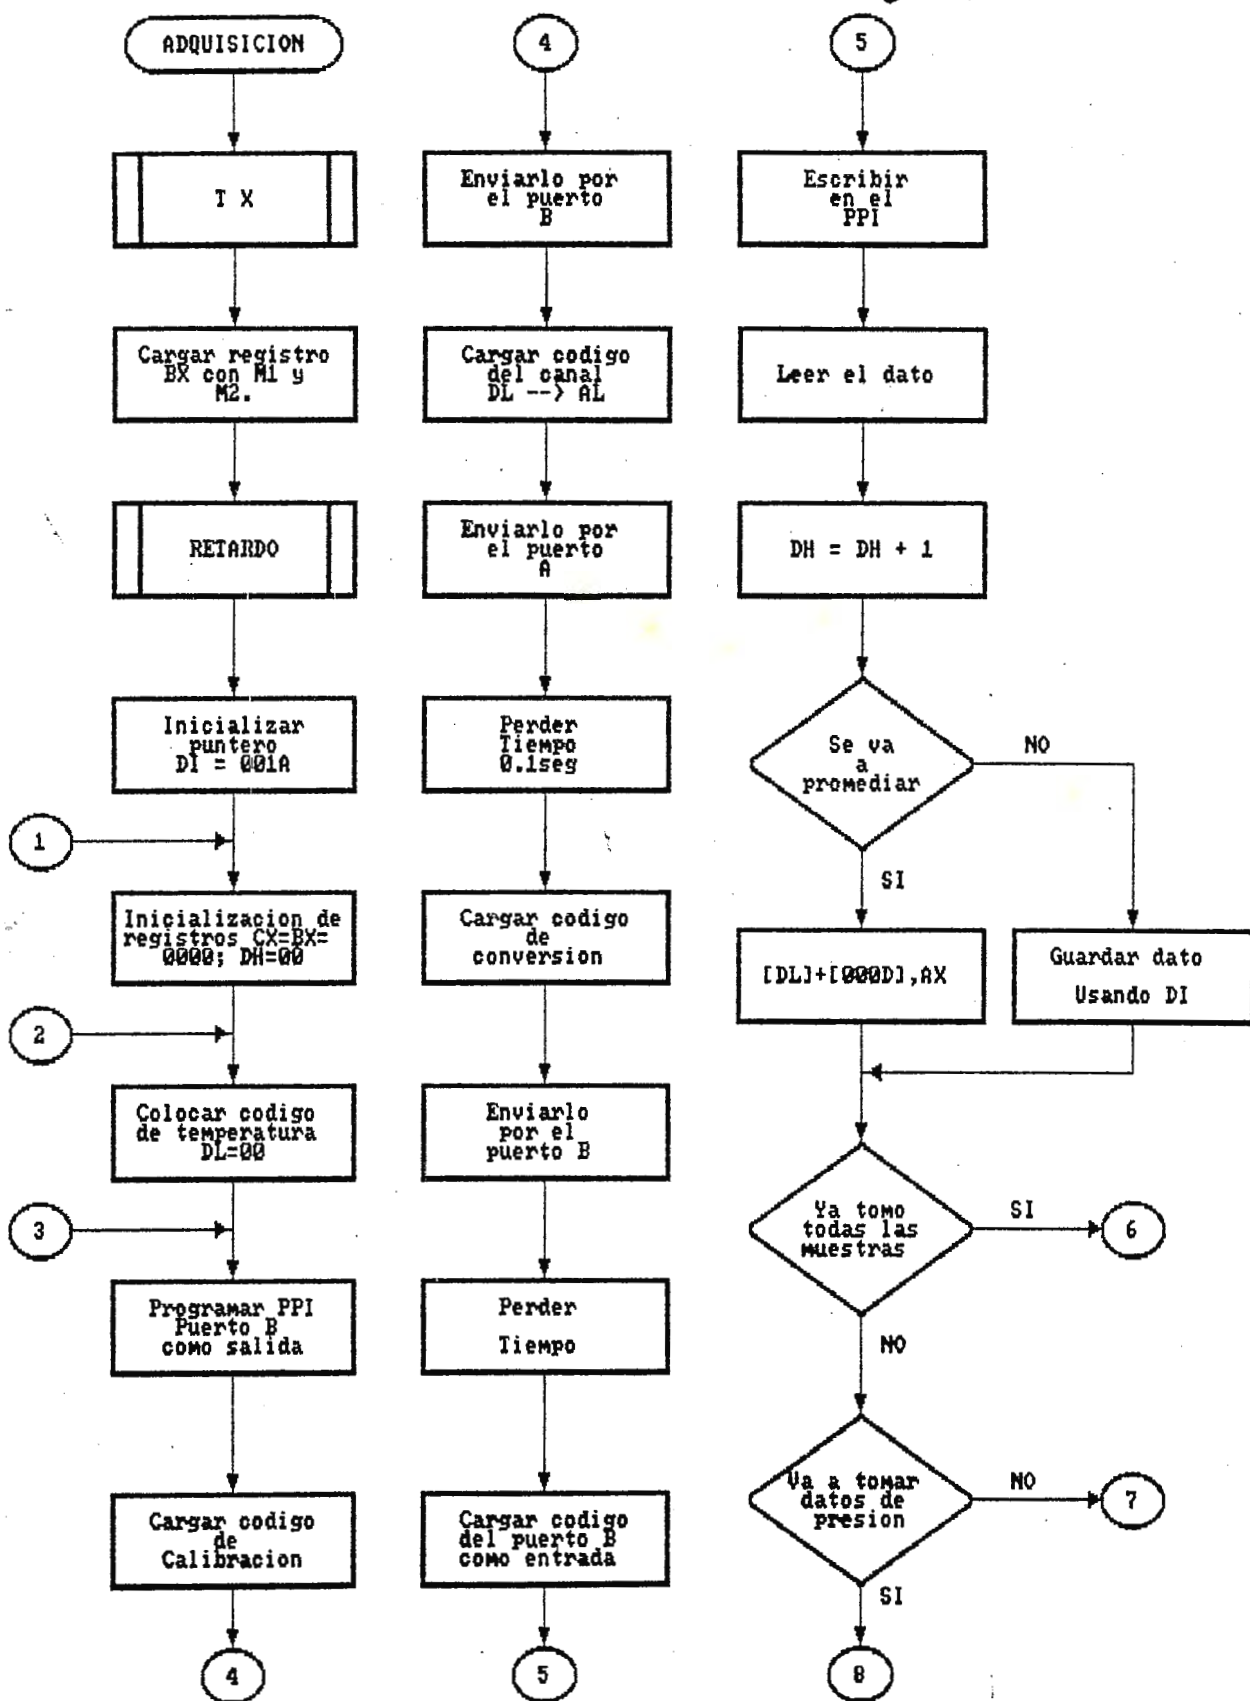 ADQUISICION
T X
Cargar registro
BX con M1 y
M2.
RETARDO
Inicializar
puntero
DI = 001A
1
Inicializacion de
registros CX=BX=
0000; DH=00
2
Colocar codigo
de temperatura
DL=00
3
Programar PPI
Puerto B
como salida
Cargar codigo
de
Calibracion
4
4
Enviarlo por
el puerto
B
Cargar codigo
del canal
DL --> AL
Enviarlo por
el puerto
A
Perder
Tiempo
0.1seg
Cargar codigo
de
conversion
Enviarlo
por el
puerto B
Perder
Tiempo
Cargar codigo
del puerto B
como entrada
5
5
Escribir
en el
PPI
Leer el dato
DH = DH + 1
Se va
a
promediar
NO
SI
[DL]+[000D],AX
Guardar dato
Usando DI
Ya tomo
todas las
muestras
SI
6
NO
Va a tomar
datos de
presion
NO
7
SI
8